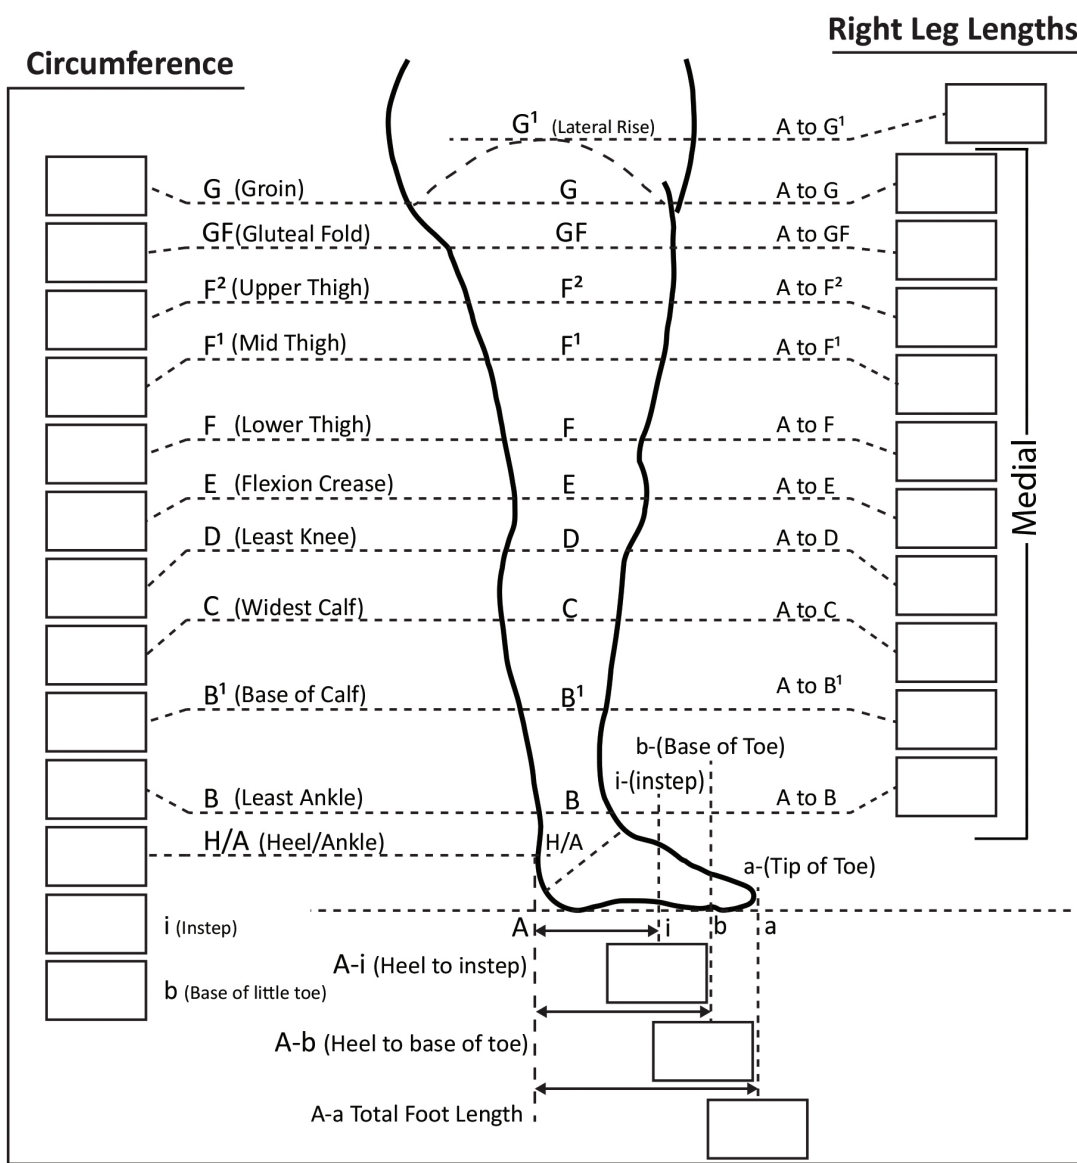 Right Leg Lengths
Circumference
G¹ (Lateral Rise) A to G¹
G (Groin) G A to G
GF(Gluteal Fold) GF A to GF
F² (Upper Thigh) F² A to F²
F¹ (Mid Thigh) F¹ A to F¹
F (Lower Thigh) F A to F
E (Flexion Crease) E A to E
Medial
D (Least Knee) D A to D
C (Widest Calf) C A to C
B¹ (Base of Calf) B¹ A to B¹
b-(Base of Toe)
i-(instep)
B (Least Ankle) B A to B
H/A (Heel/Ankle) H/A
a-(Tip of Toe)
i (Instep) A i b a
A-i (Heel to instep)
b (Base of little toe)
A-b (Heel to base of toe)
A-a Total Foot Length